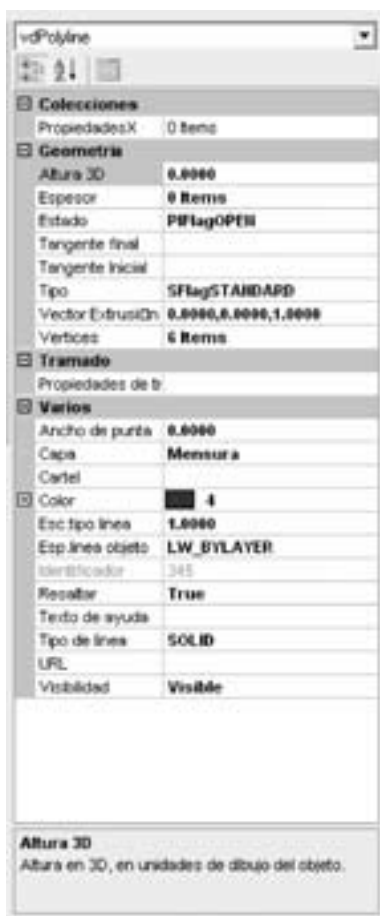 vdPolyline
Colecciones
PropiedadesX 0 Items
Geometria
Altura 3D 0.0000
Espesor 0 Items
Estado PlFlagOPEN
Tangente final
Tangente Inicial
Tipo SFlagSTANDARD
Vector Extrusi0n 0.0000,0.0000,1.0000
Vertices 6 Items
Tramado
Propiedades de tr
Varios
Ancho de punta 0.0000
Capa Mensura
Cartel
Color 4
Esc tipo linea 1.0000
Esp.linea objeto LW_BYLAYER
Identificador 345
Resaltar True
Texto de ayuda
Tipo de linea SOLID
URL
Visibilidad Visible
Altura 3D
Altura en 3D, en unidades de dibujo del objeto.